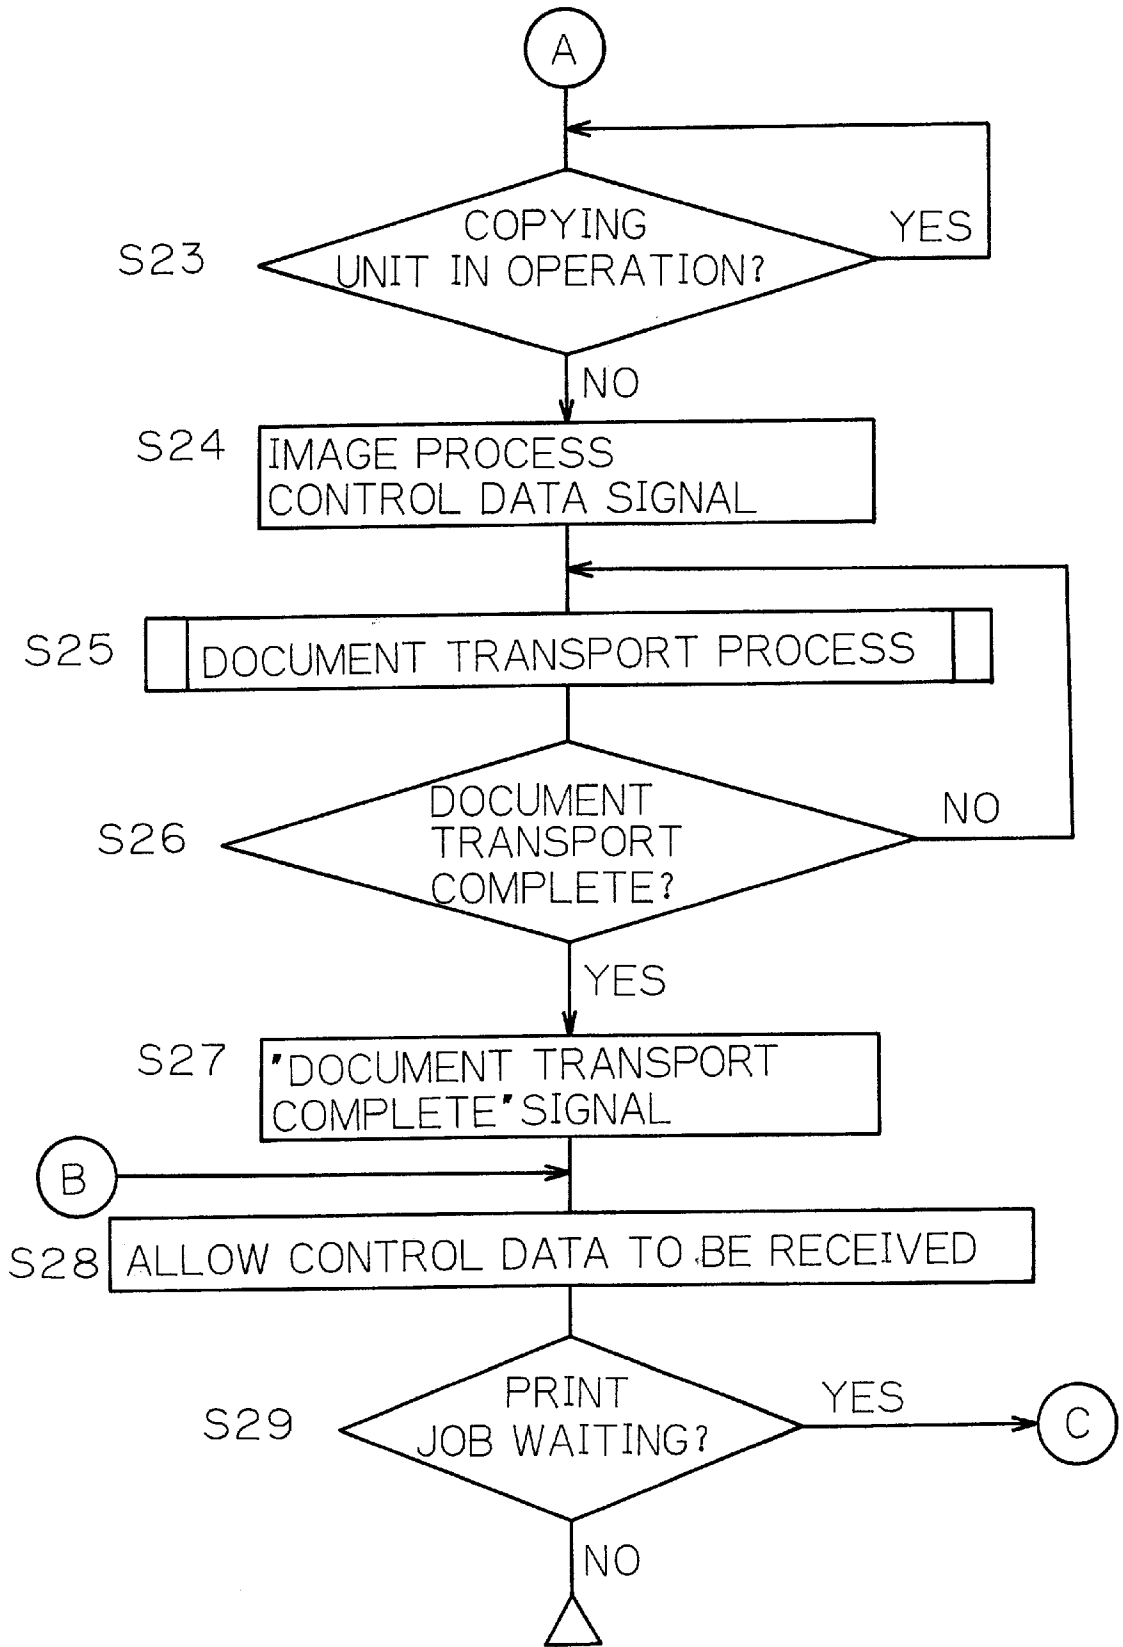 A
COPYING
UNIT IN OPERATION?
YES
S23
NO
S24
IMAGE PROCESS
CONTROL DATA SIGNAL
S25
DOCUMENT TRANSPORT PROCESS
S26
DOCUMENT
TRANSPORT
COMPLETE?
NO
YES
S27
"DOCUMENT TRANSPORT
COMPLETE" SIGNAL
B
S28
ALLOW CONTROL DATA TO BE RECEIVED
S29
PRINT
JOB WAITING?
YES
C
NO